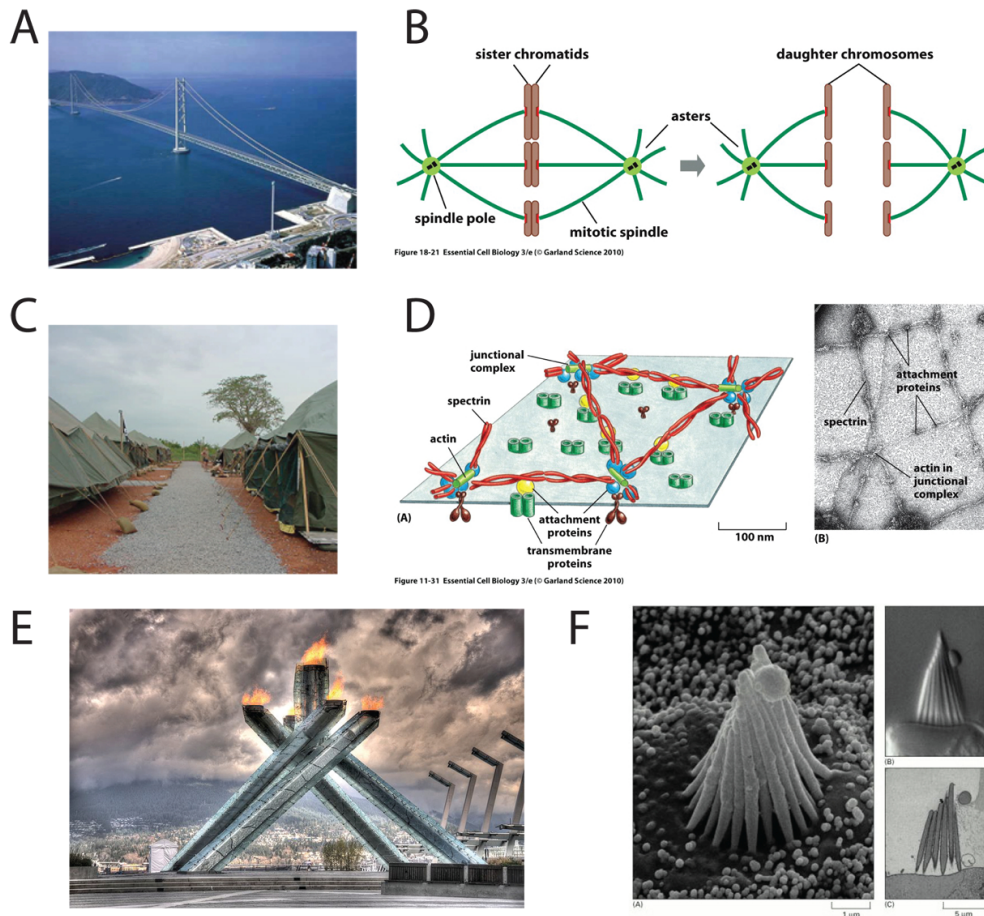 A
B
sister chromatids
daughter chromosomes
asters
spindle pole
mitotic spindle
Figure 18-21 Essential Cell Biology 3/e (© Garland Science 2010)
C
D
junctional
complex
spectrin
actin
attachment
proteins
transmembrane
proteins
(A)
100 nm
attachment
proteins
spectrin
actin in
junctional
complex
(B)
Figure 11-31 Essential Cell Biology 3/e (© Garland Science 2010)
E
F
(A)
1 µm
(B)
(C)
5 µm